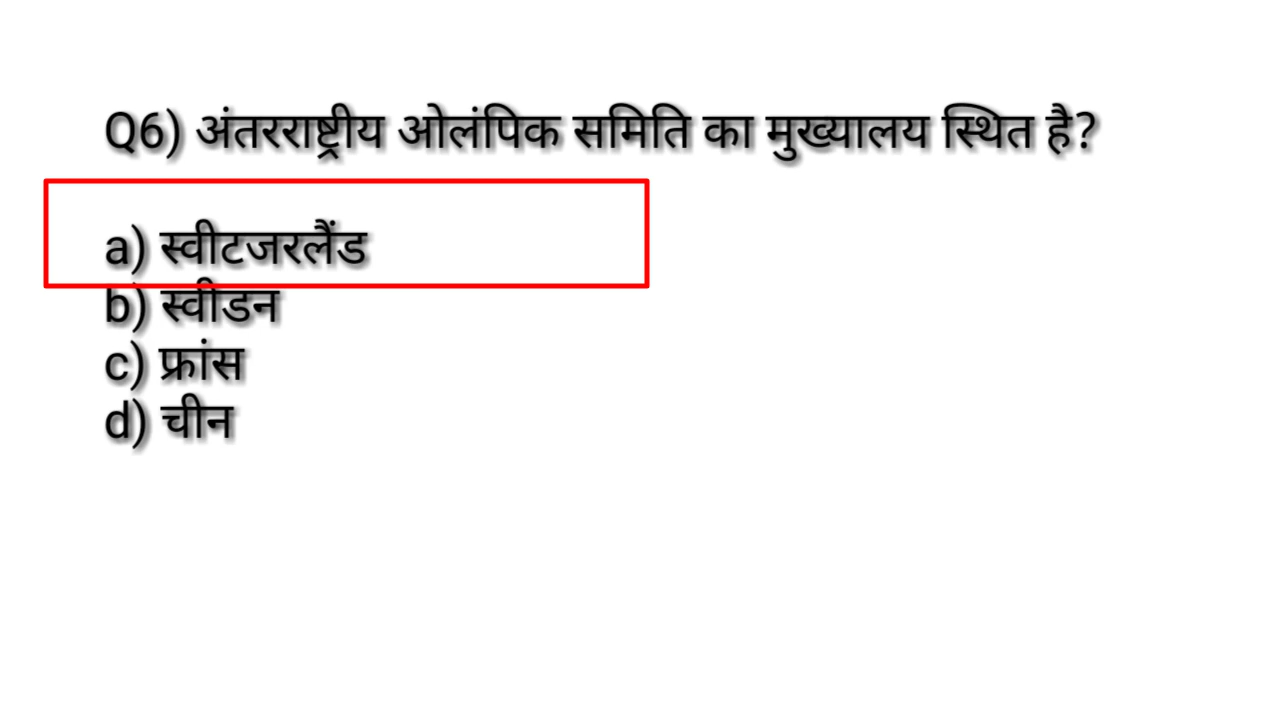 Q6) अंतरराष्ट्रीय ओलंपिक समिति का मुख्यालय स्थित है?
a) स्वीटजरलैंड
b) स्वीडन
c) फ्रांस
d) चीन